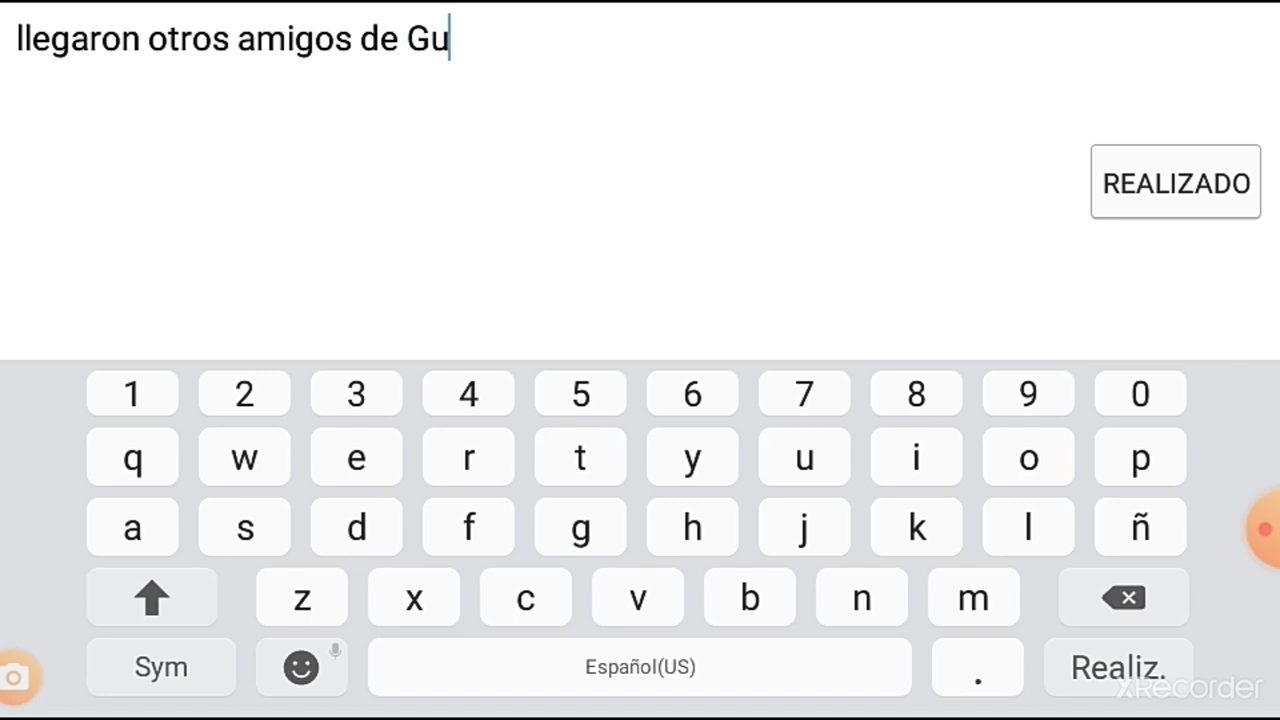 llegaron otros amigos de Gu
REALIZADO
1 2 3 4 5 6 7 8 9 0
q w e r t y u i o p
a s d f g h j k l ñ
z x c v b n m
Sym Español(US) . Realiz.
XRecorder